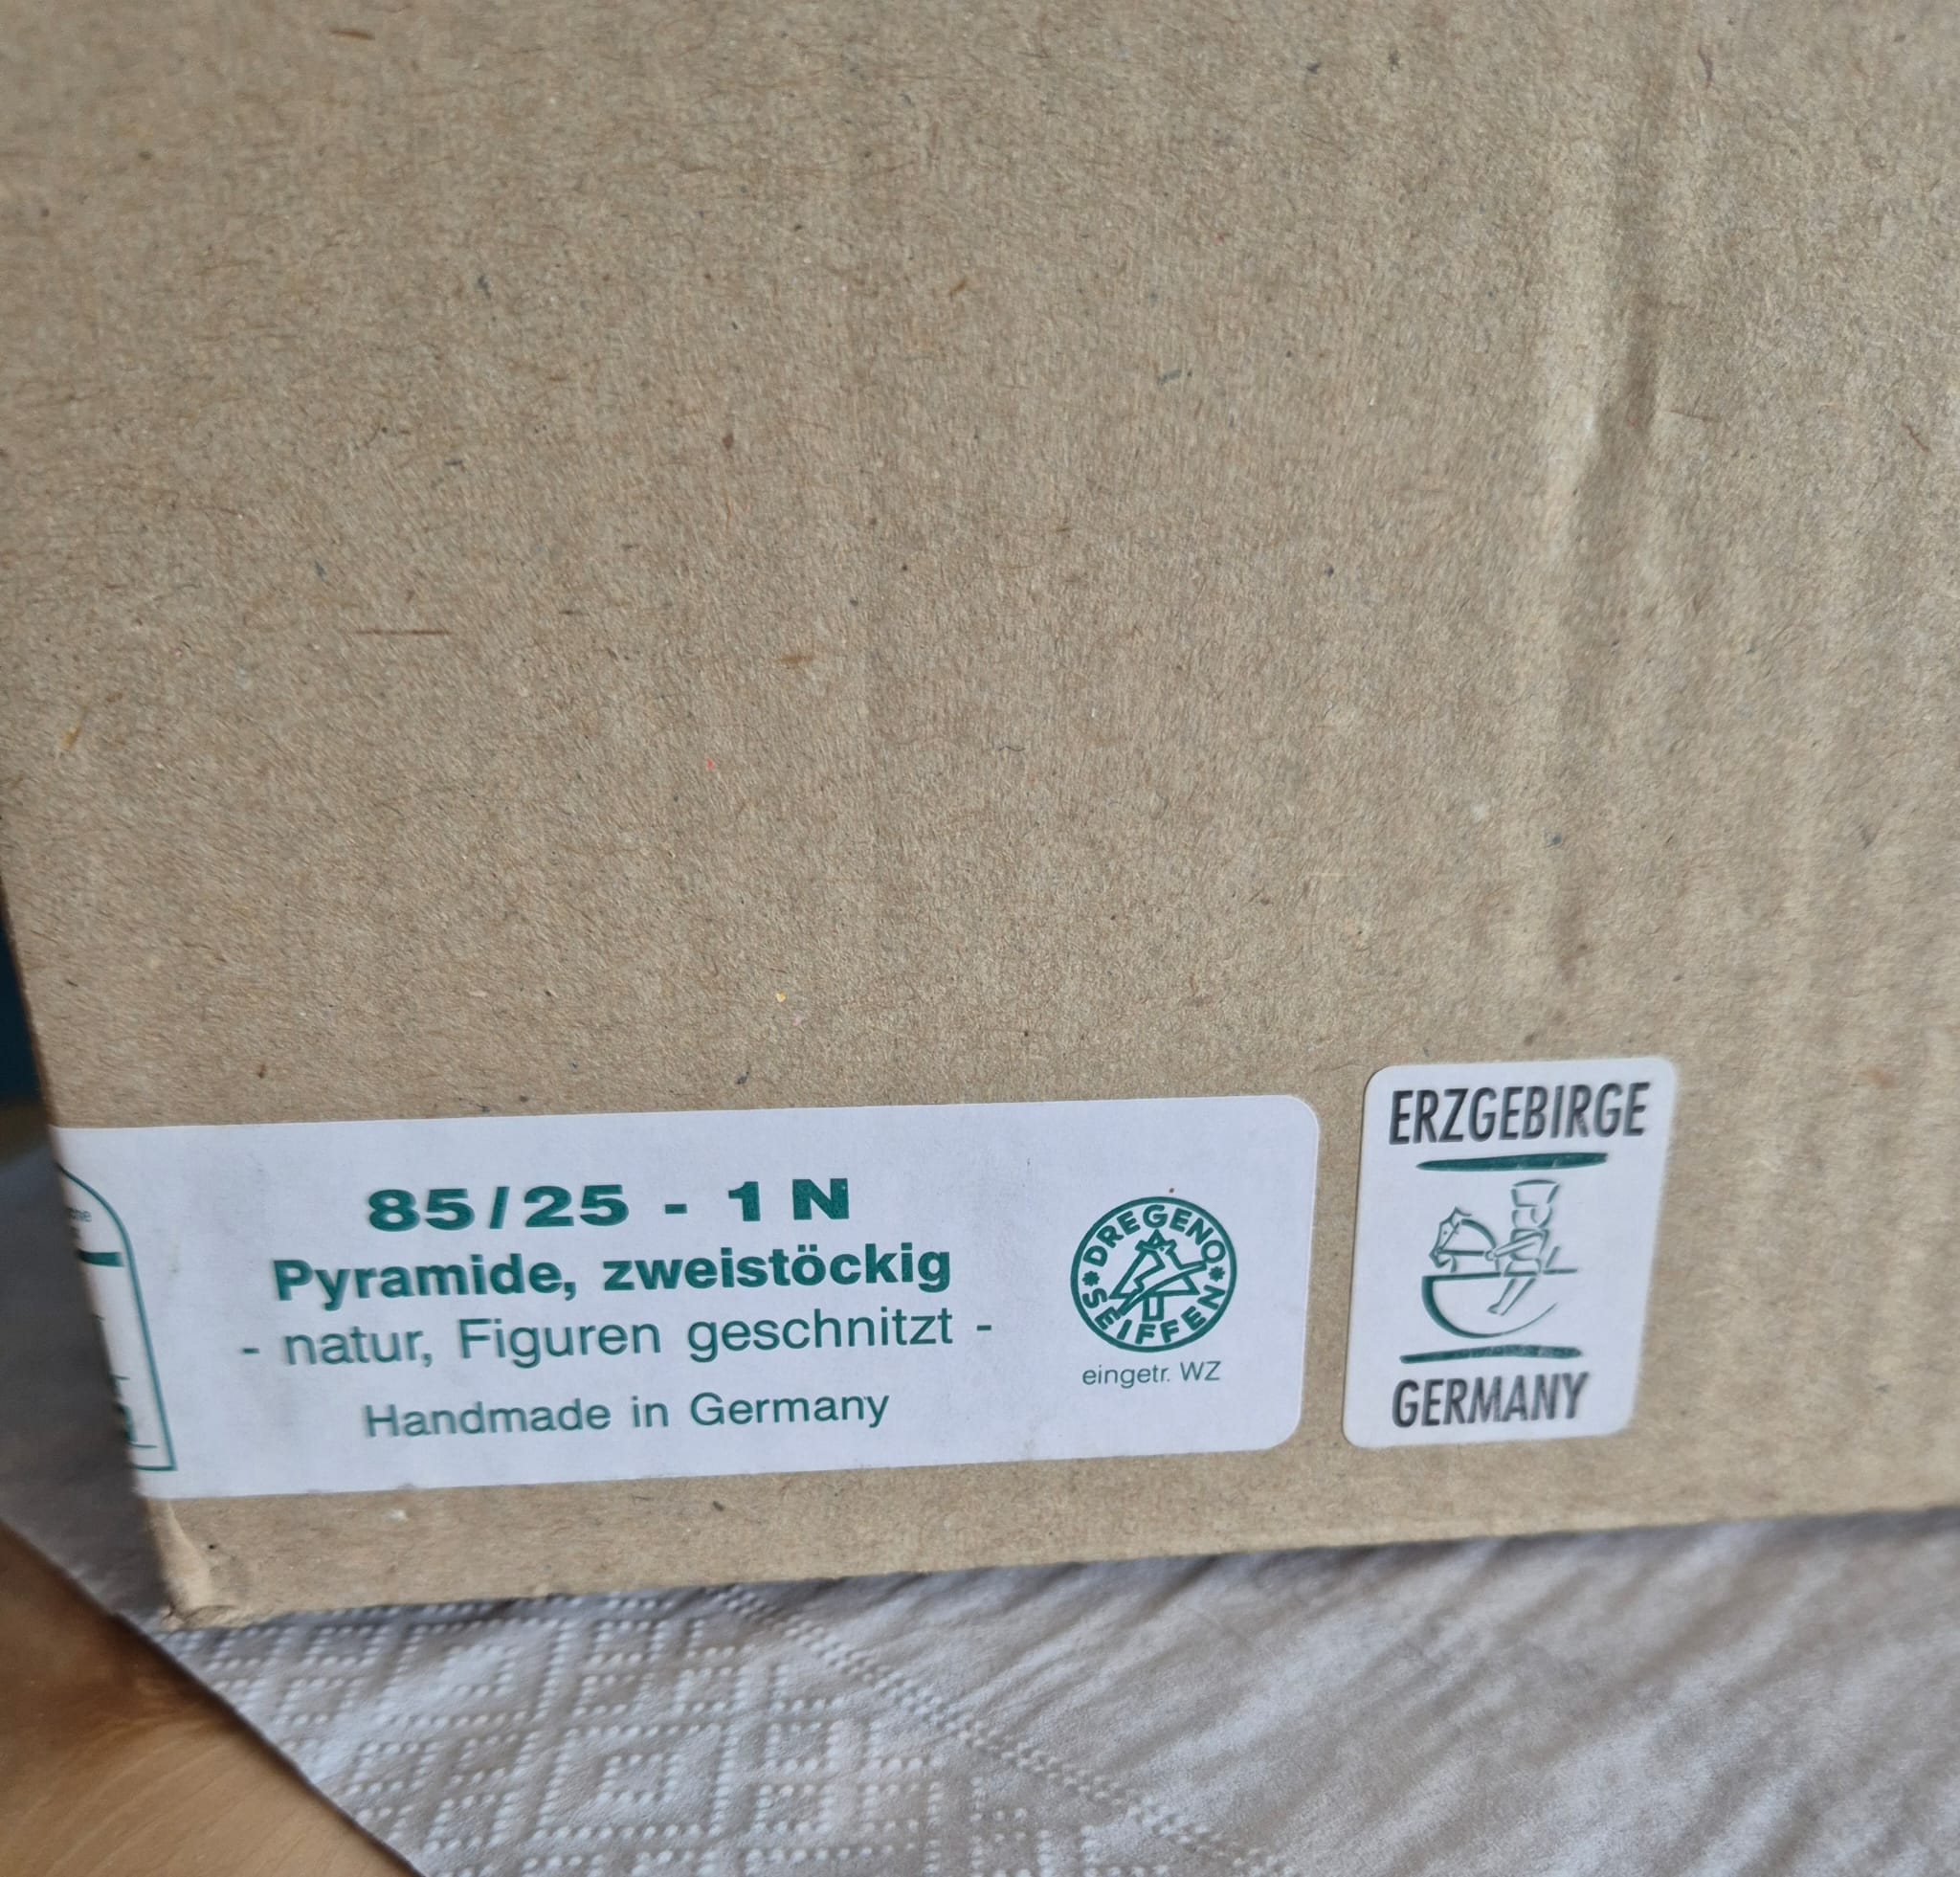 85/25 - 1 N
Pyramide, zweistöckig
- natur, Figuren geschnitzt -
Handmade in Germany
DREGENO
SEIFFEN
eingetr. WZ
ERZGEBIRGE
GERMANY